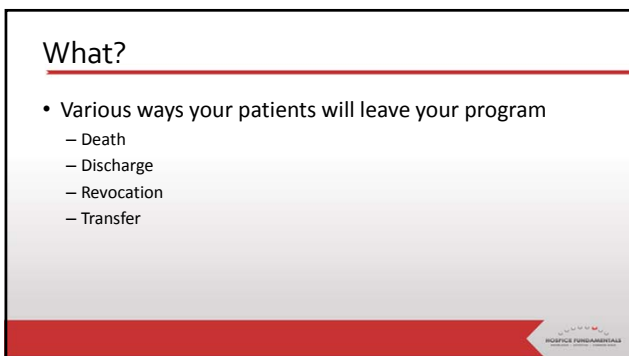 What?
• Various ways your patients will leave your program
– Death
– Discharge
– Revocation
– Transfer
HOSPICE FUNDAMENTALS